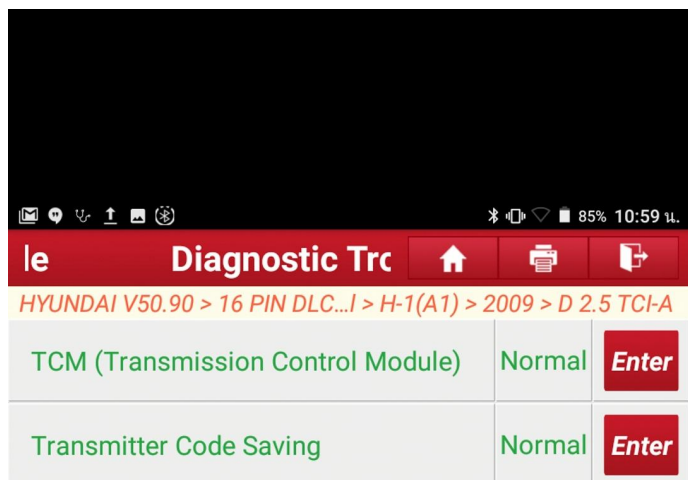 85% 10:59 น.
le Diagnostic Trc
HYUNDAI V50.90 > 16 PIN DLC...l > H-1(A1) > 2009 > D 2.5 TCI-A
TCM (Transmission Control Module) Normal Enter
Transmitter Code Saving Normal Enter